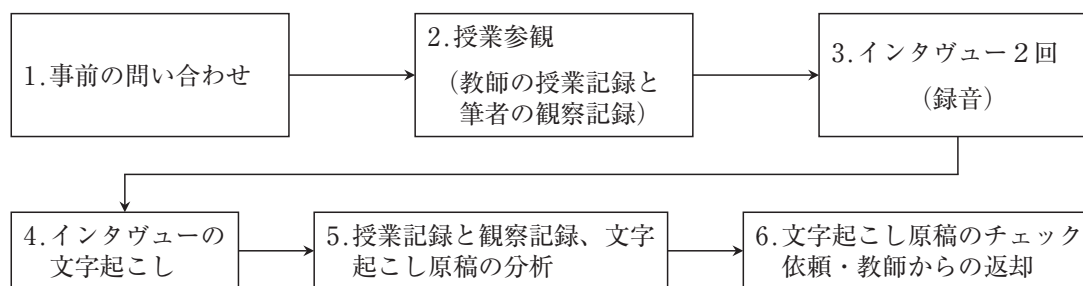 1.事前の問い合わせ
2.授業参観
（教師の授業記録と
筆者の観察記録）
3.インタヴュー２回
（録音）
4.インタヴューの
文字起こし
5.授業記録と観察記録、文字
起こし原稿の分析
6.文字起こし原稿のチェック
依頼・教師からの返却